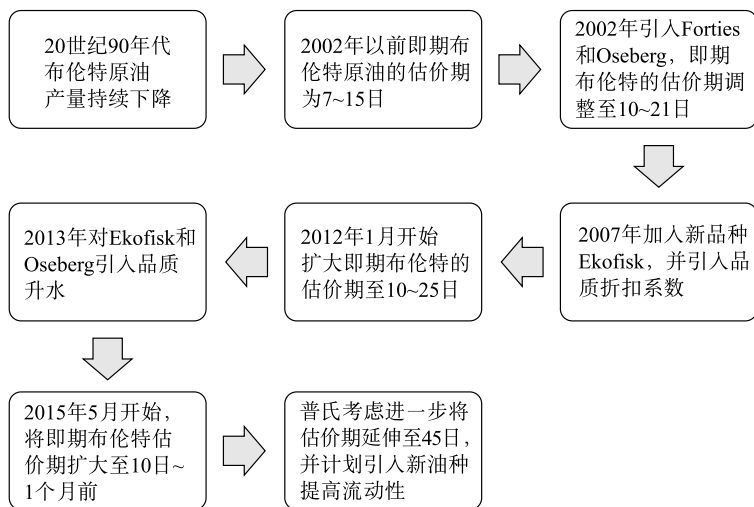 20世纪90年代
布伦特原油
产量持续下降
2002年以前即期布
伦特原油的估价期
为7~15日
2002年引入Forties
和Oseberg，即期
布伦特的估价期调
整至10~21日
2007年加入新品种
Ekofisk，并引入品
质折扣系数
2012年1月开始
扩大即期布伦特的
估价期至10~25日
2013年对Ekofisk和
Oseberg引入品质
升水
2015年5月开始，
将即期布伦特估
价期扩大至10日~
1个月前
普氏考虑进一步将
估价期延伸至45日，
并计划引入新油种
提高流动性